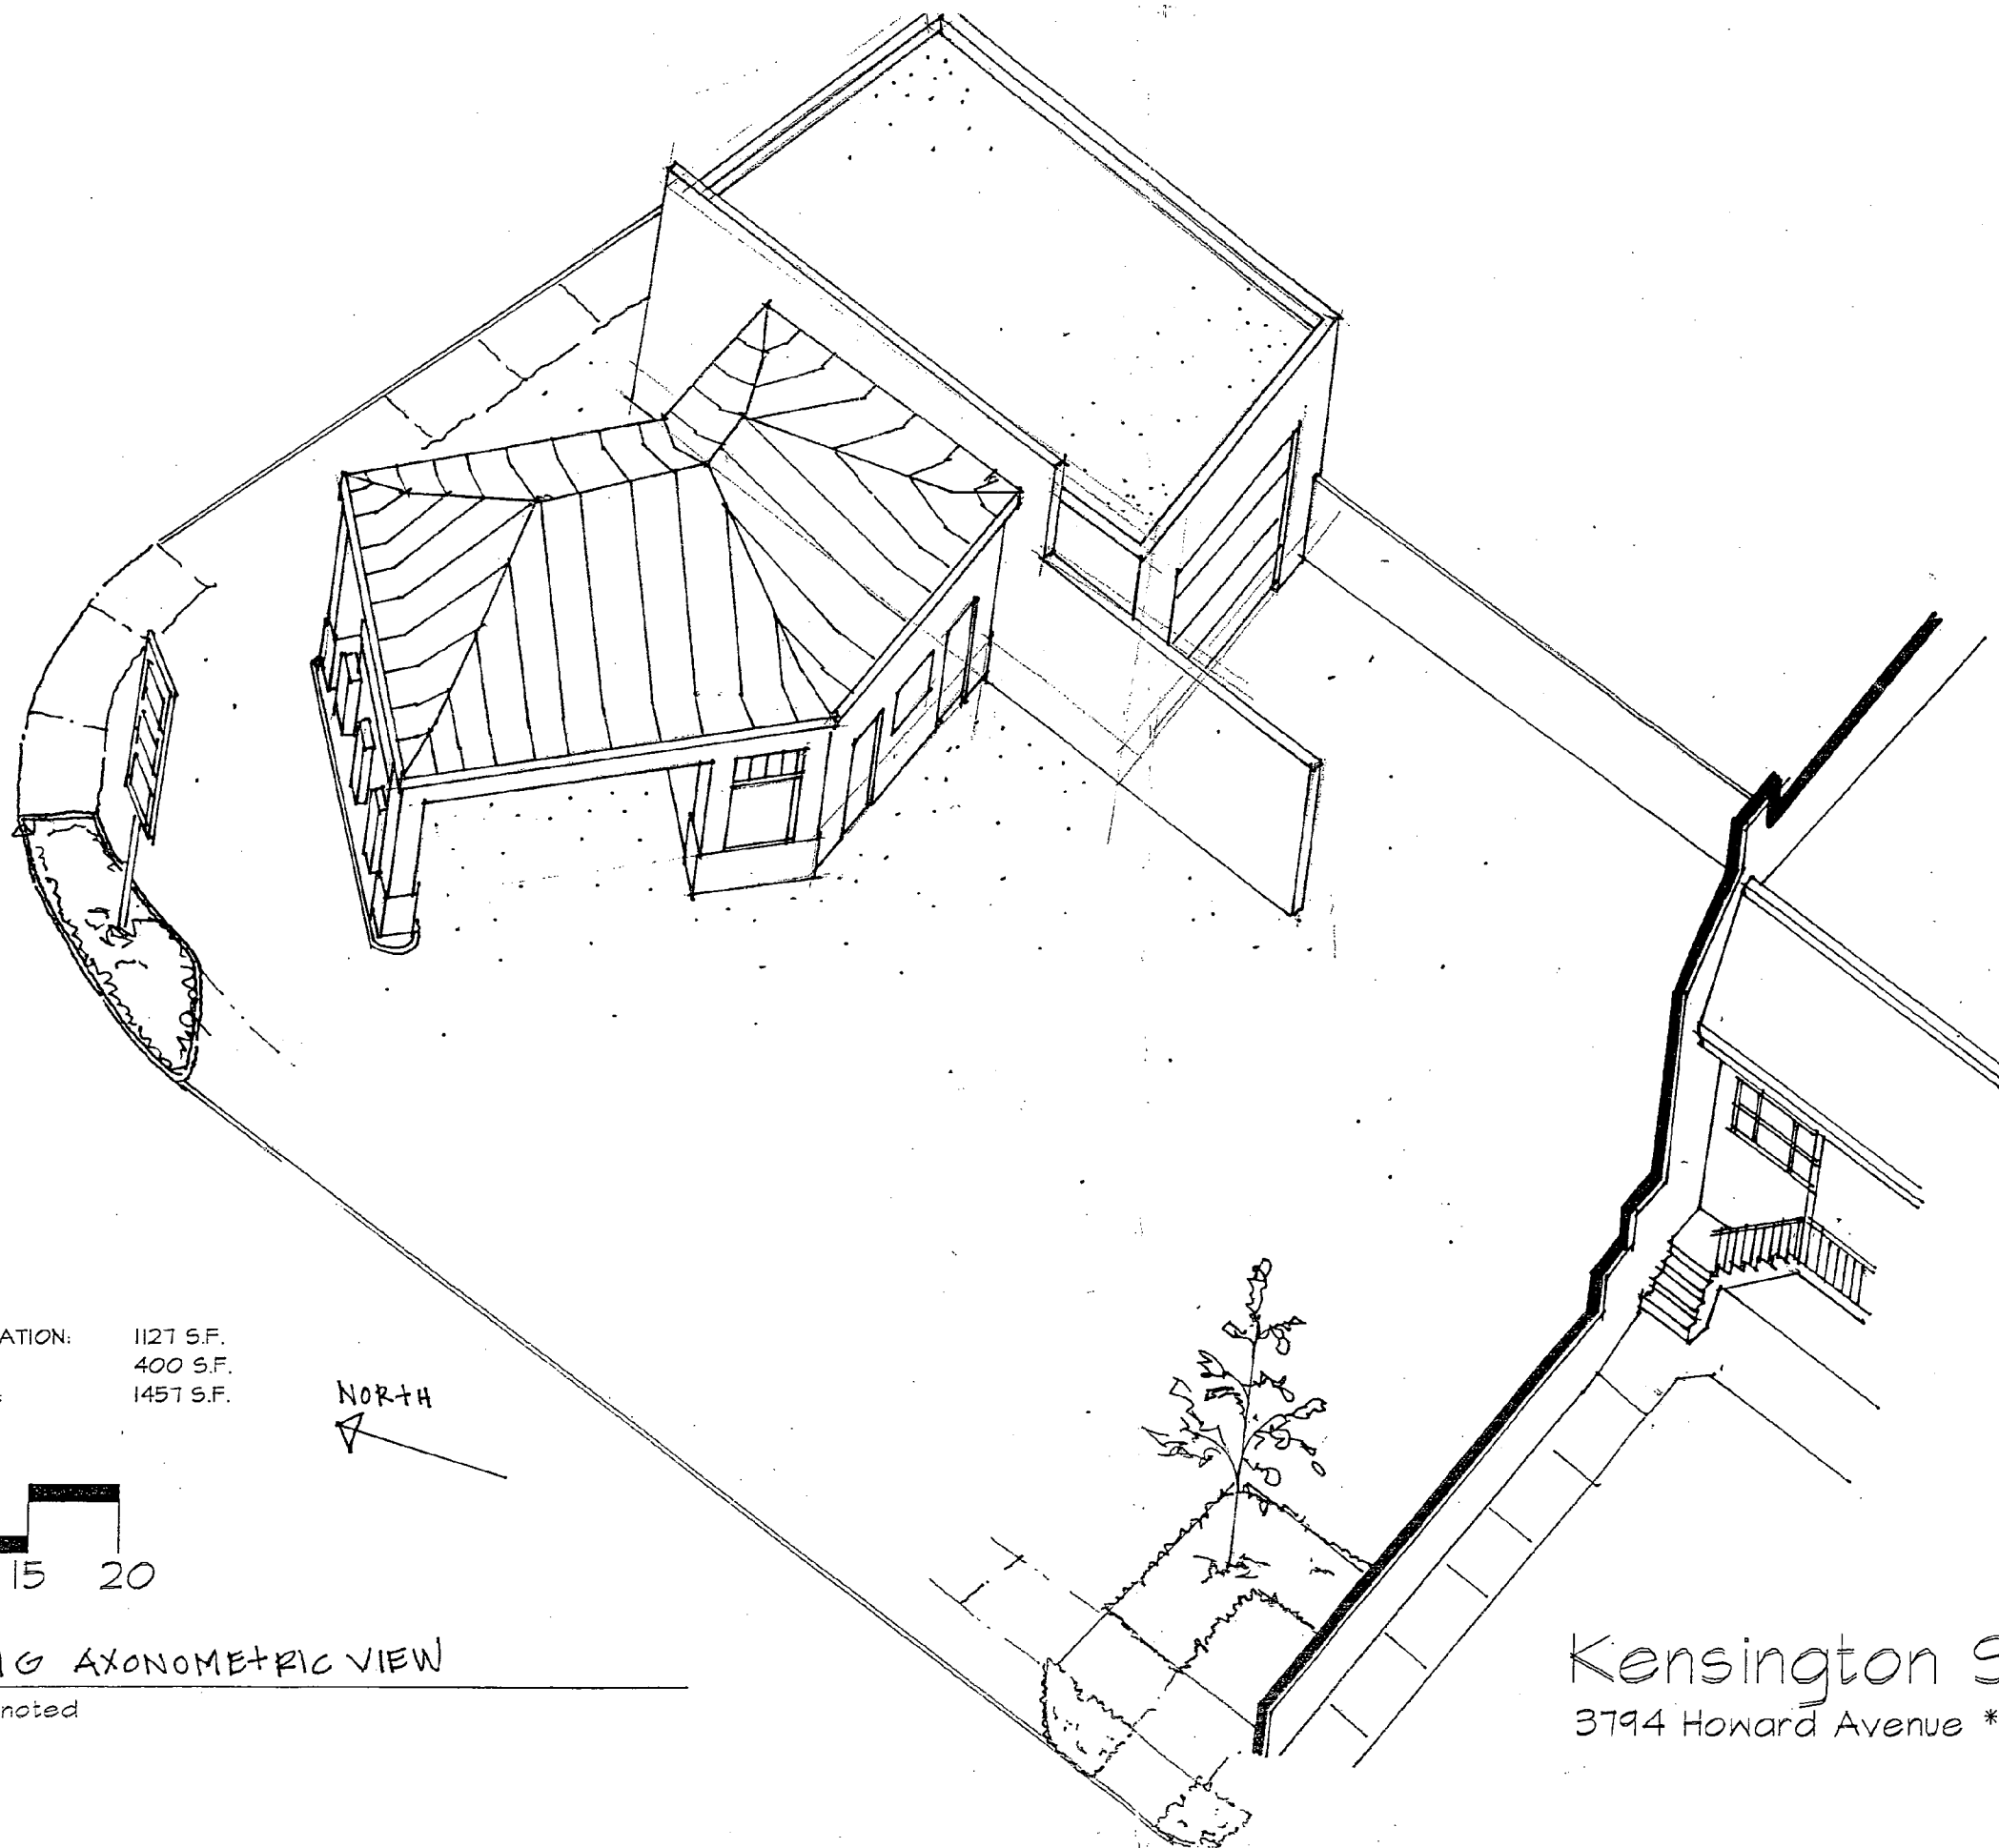 ATION: 1127 S.F.
400 S.F.
: 1457 S.F.
NORTH
15 20
G AXONOMETRIC VIEW
noted
Kensington S
3794 Howard Avenue *